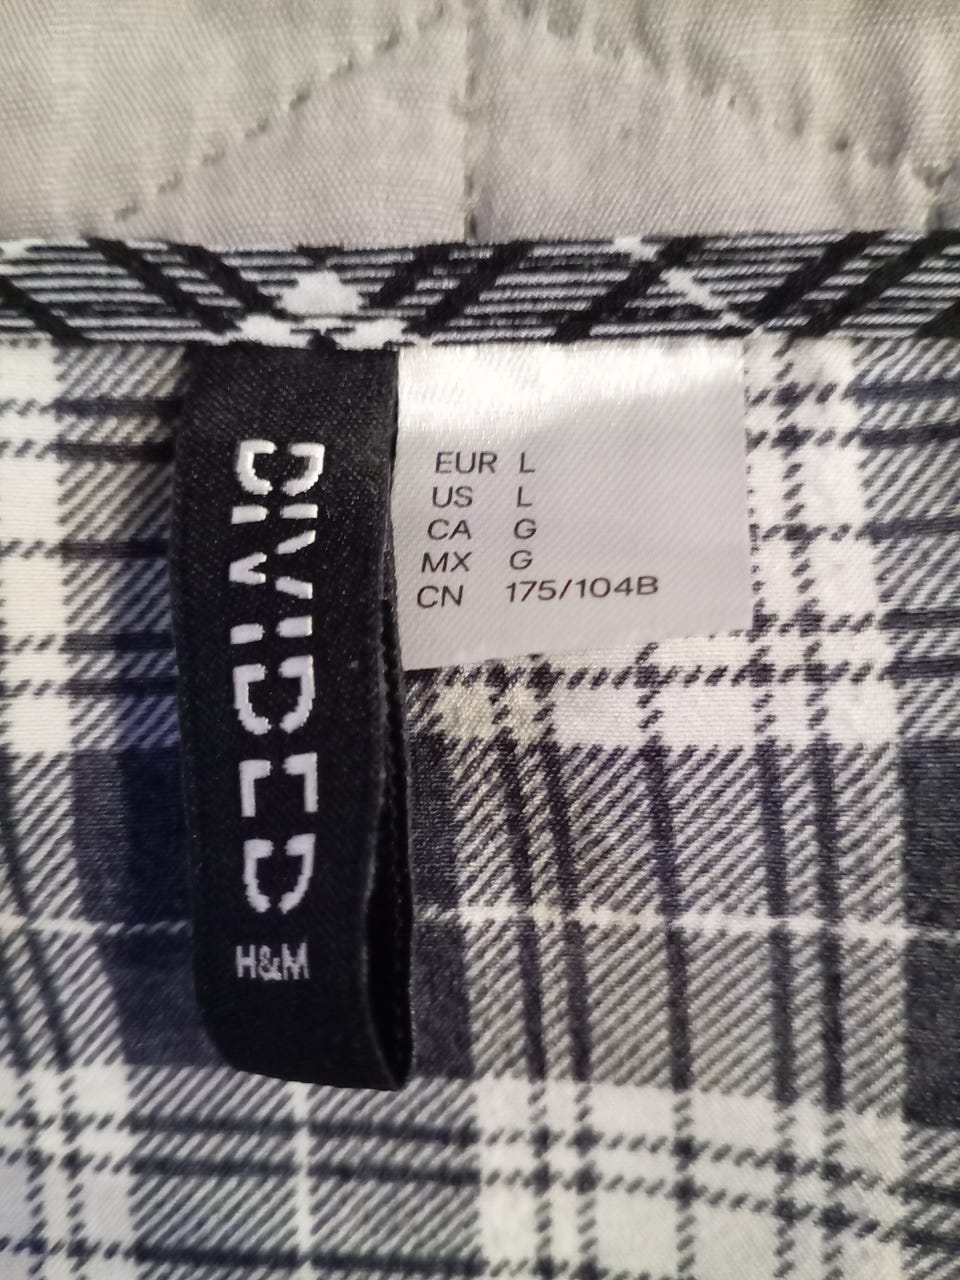 DIVIDED
H&M
EUR L
US L
CA G
MX G
CN 175/104B